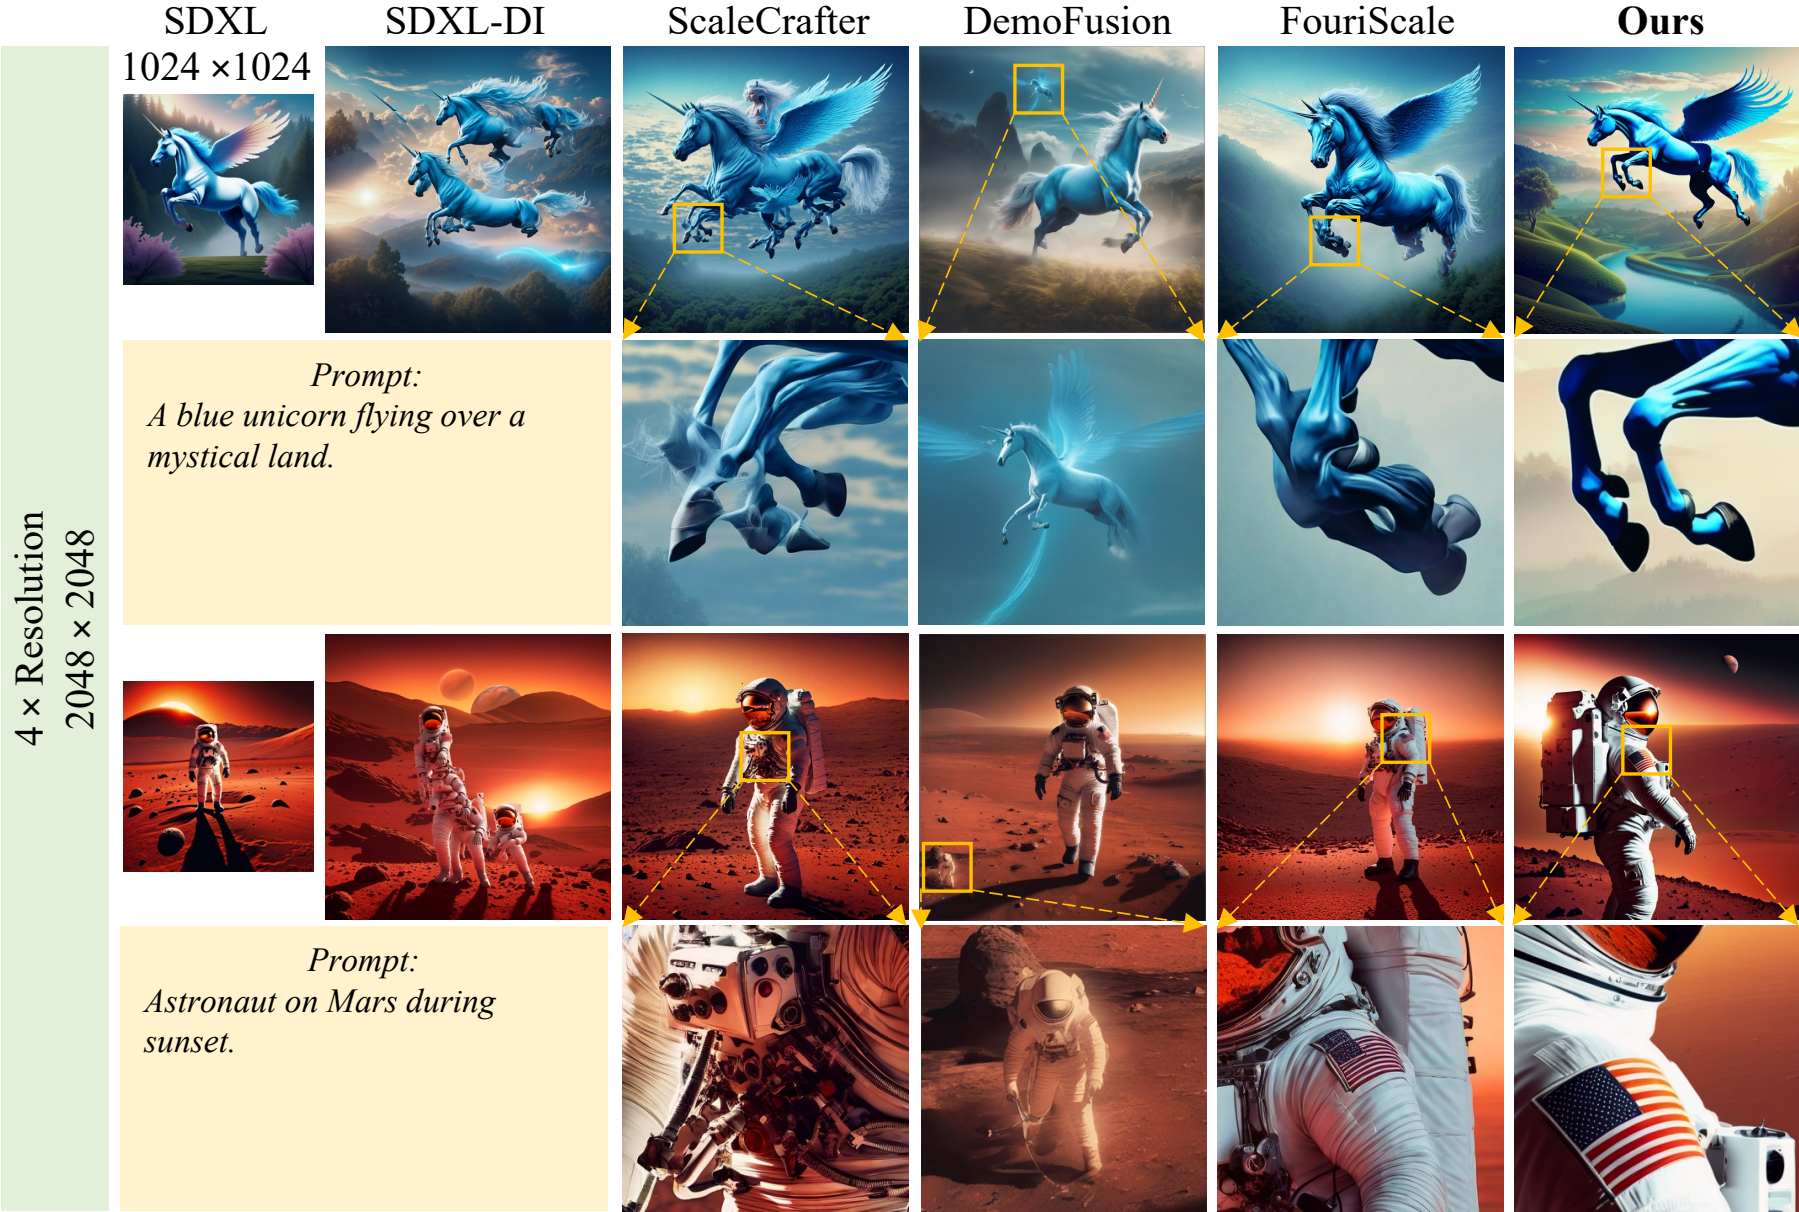 SDXL
1024 ×1024
SDXL-DI
ScaleCrafter
DemoFusion
FouriScale
Ours
4 × Resolution
2048 × 2048
Prompt:
A blue unicorn flying over a
mystical land.
Prompt:
Astronaut on Mars during
sunset.